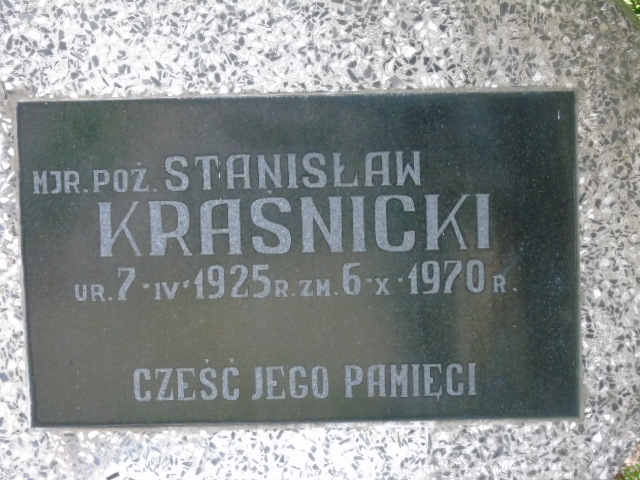 MJR. POŻ. STANISŁAW
KRAŚNICKI
UR. 7-IV-1925 R. ZM. 6-X-1970 R.
CZEŚĆ JEGO PAMIĘCI